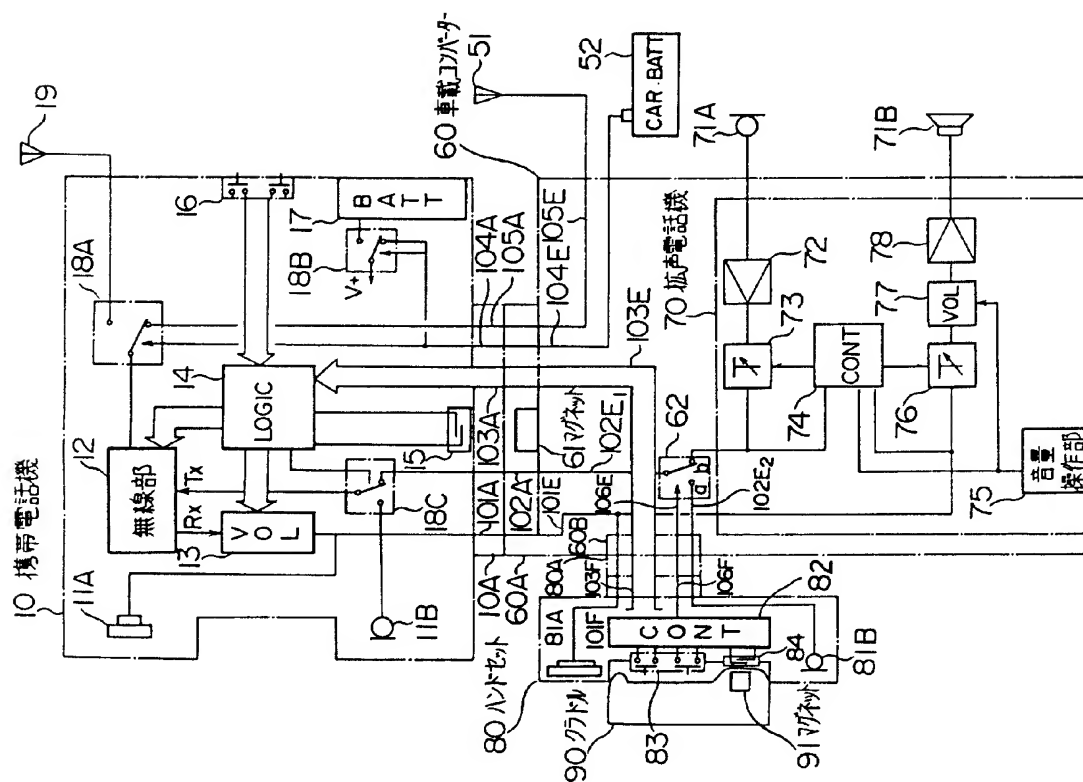 10 携帯電話機
11A
12
無線部
Rx
Tx
13
VOL
14
LOGIC
15
16
17
BATT
18A
18B
V+
18C
19
11B
10A
60A
401A
102A
101E
103A
61 マグネット
102E1
104A
105A
104E
105E
103E
60 車載コンバーター
51
52
CAR・BATT
62
a
b
106E
102E2
80A
60B
103F
106F
101F
81A
80 ハンドセット
90 クラドル
83
CONT
82
84
81B
91 マグネット
70 拡声電話機
71A
72
73
74
CONT
75
音量
操作部
76
77
VOL
78
71B